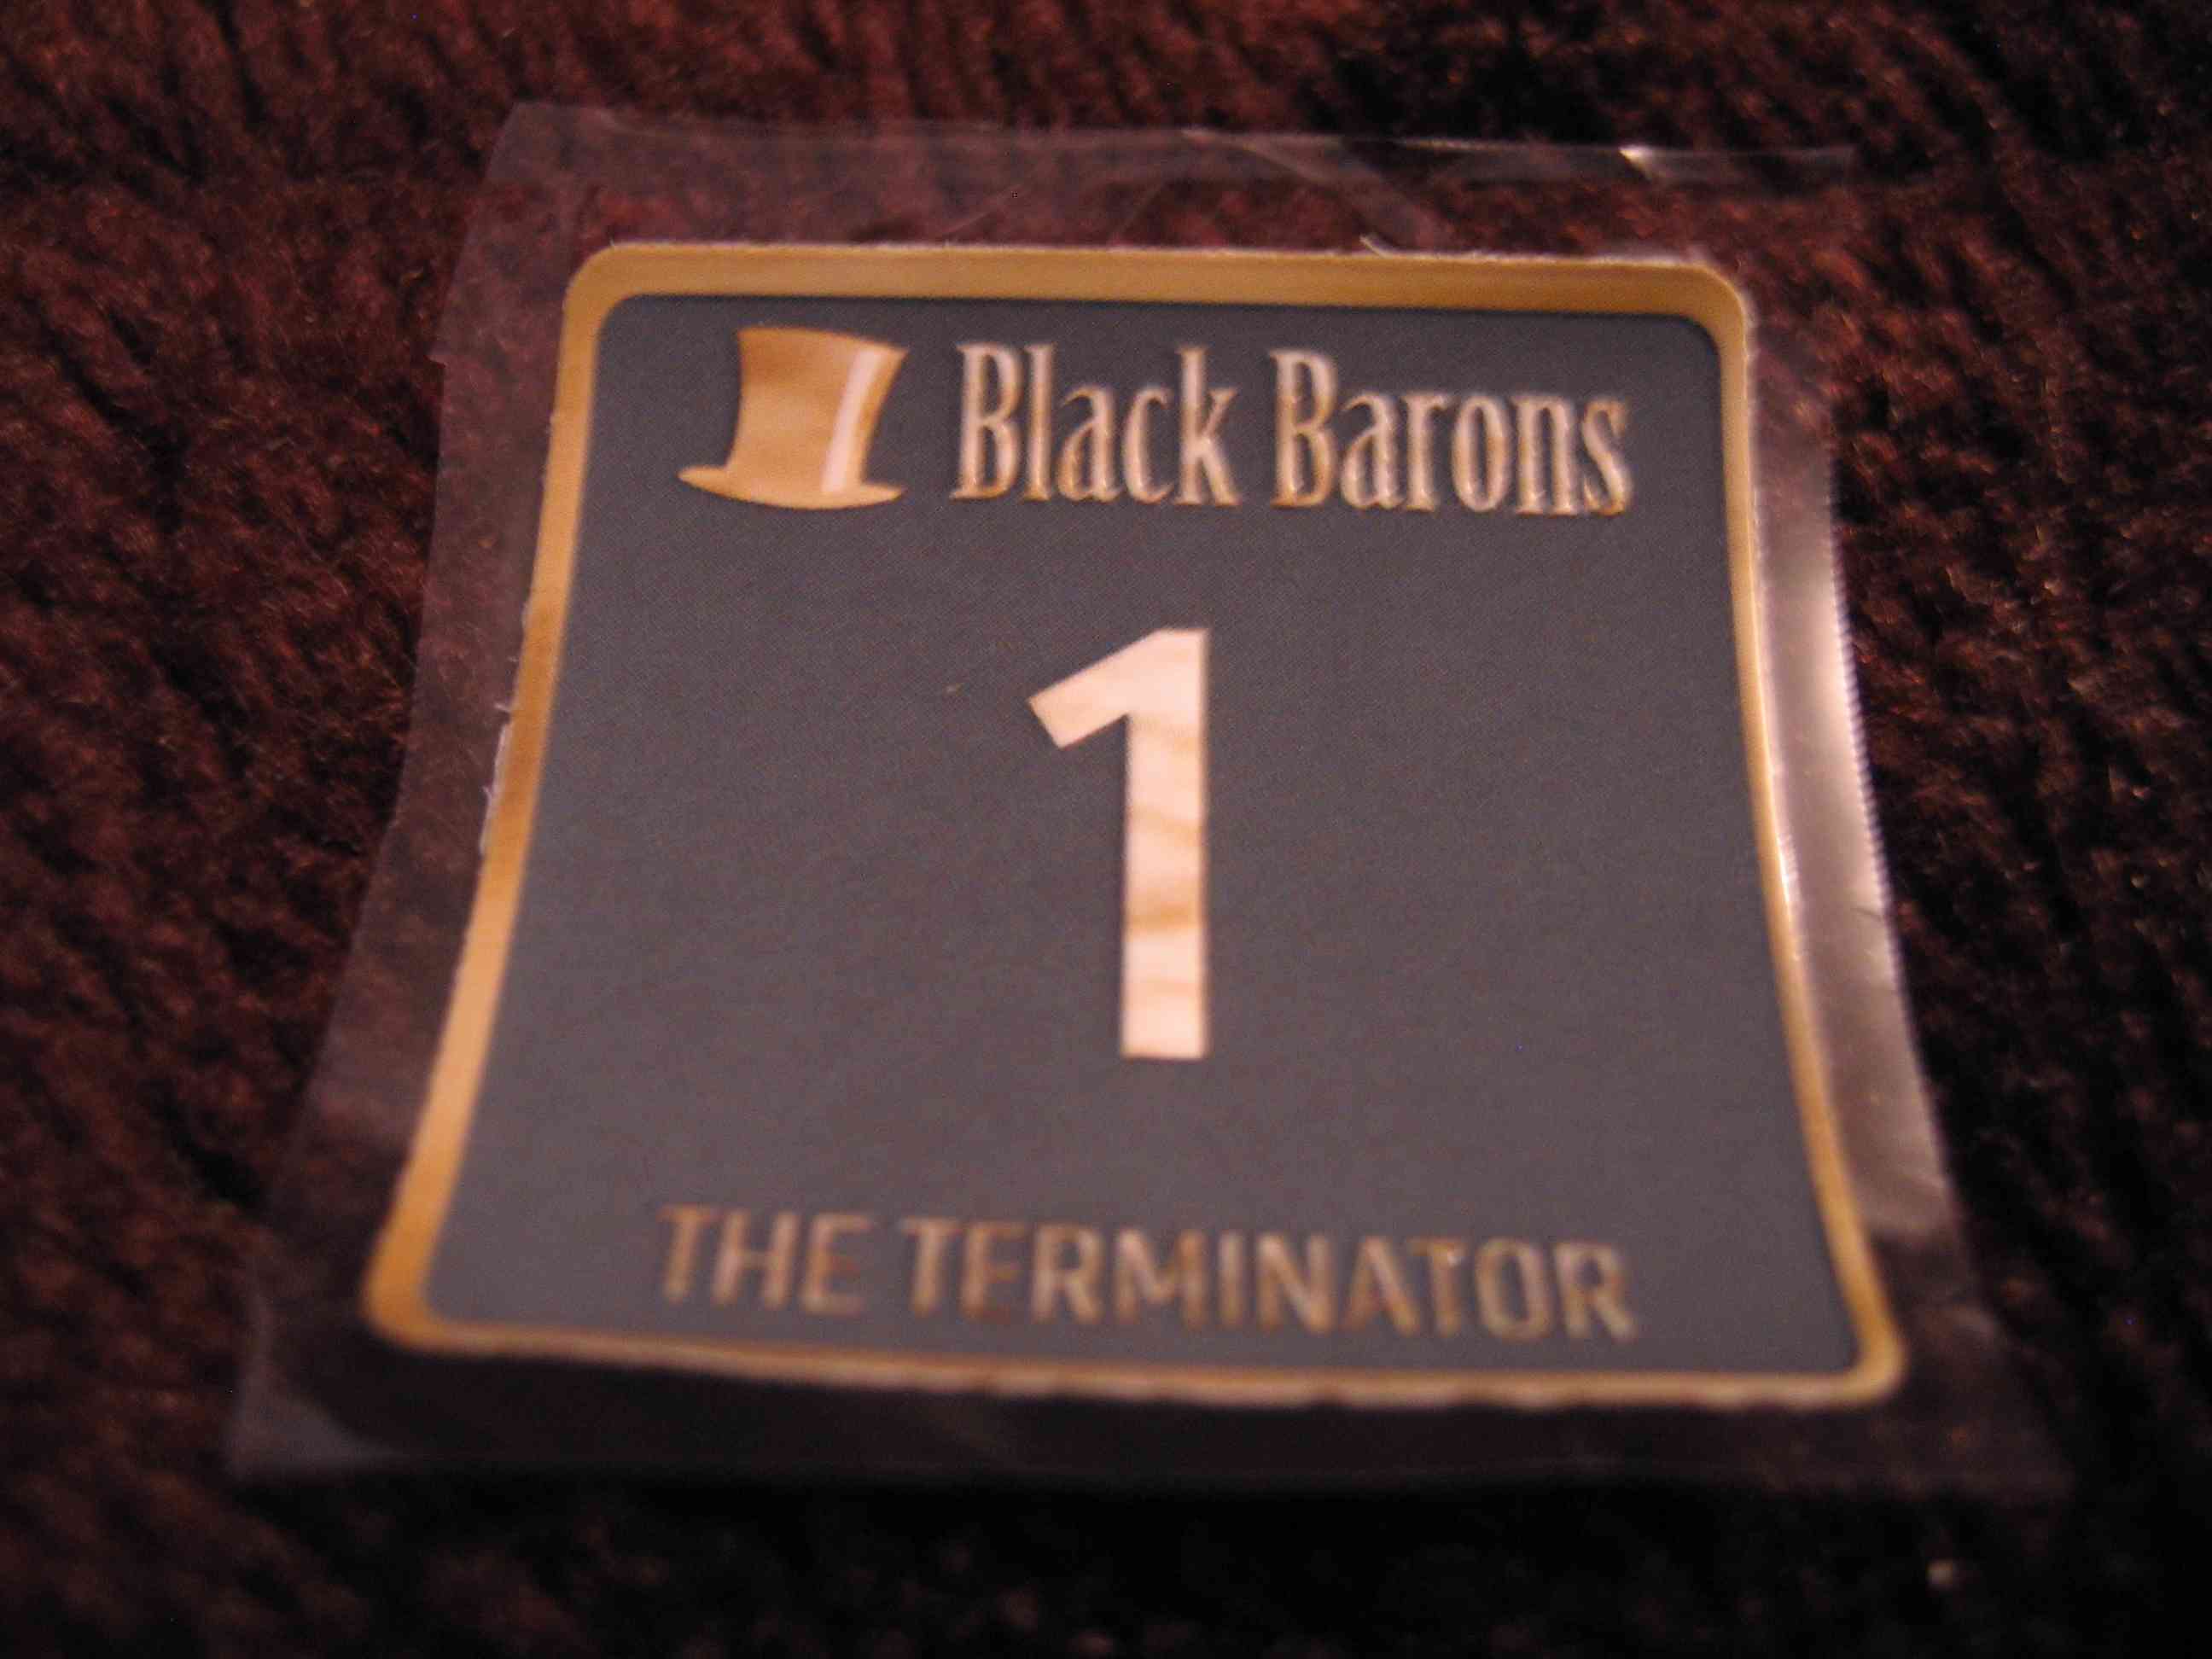 Black Barons
1
THE TERMINATOR